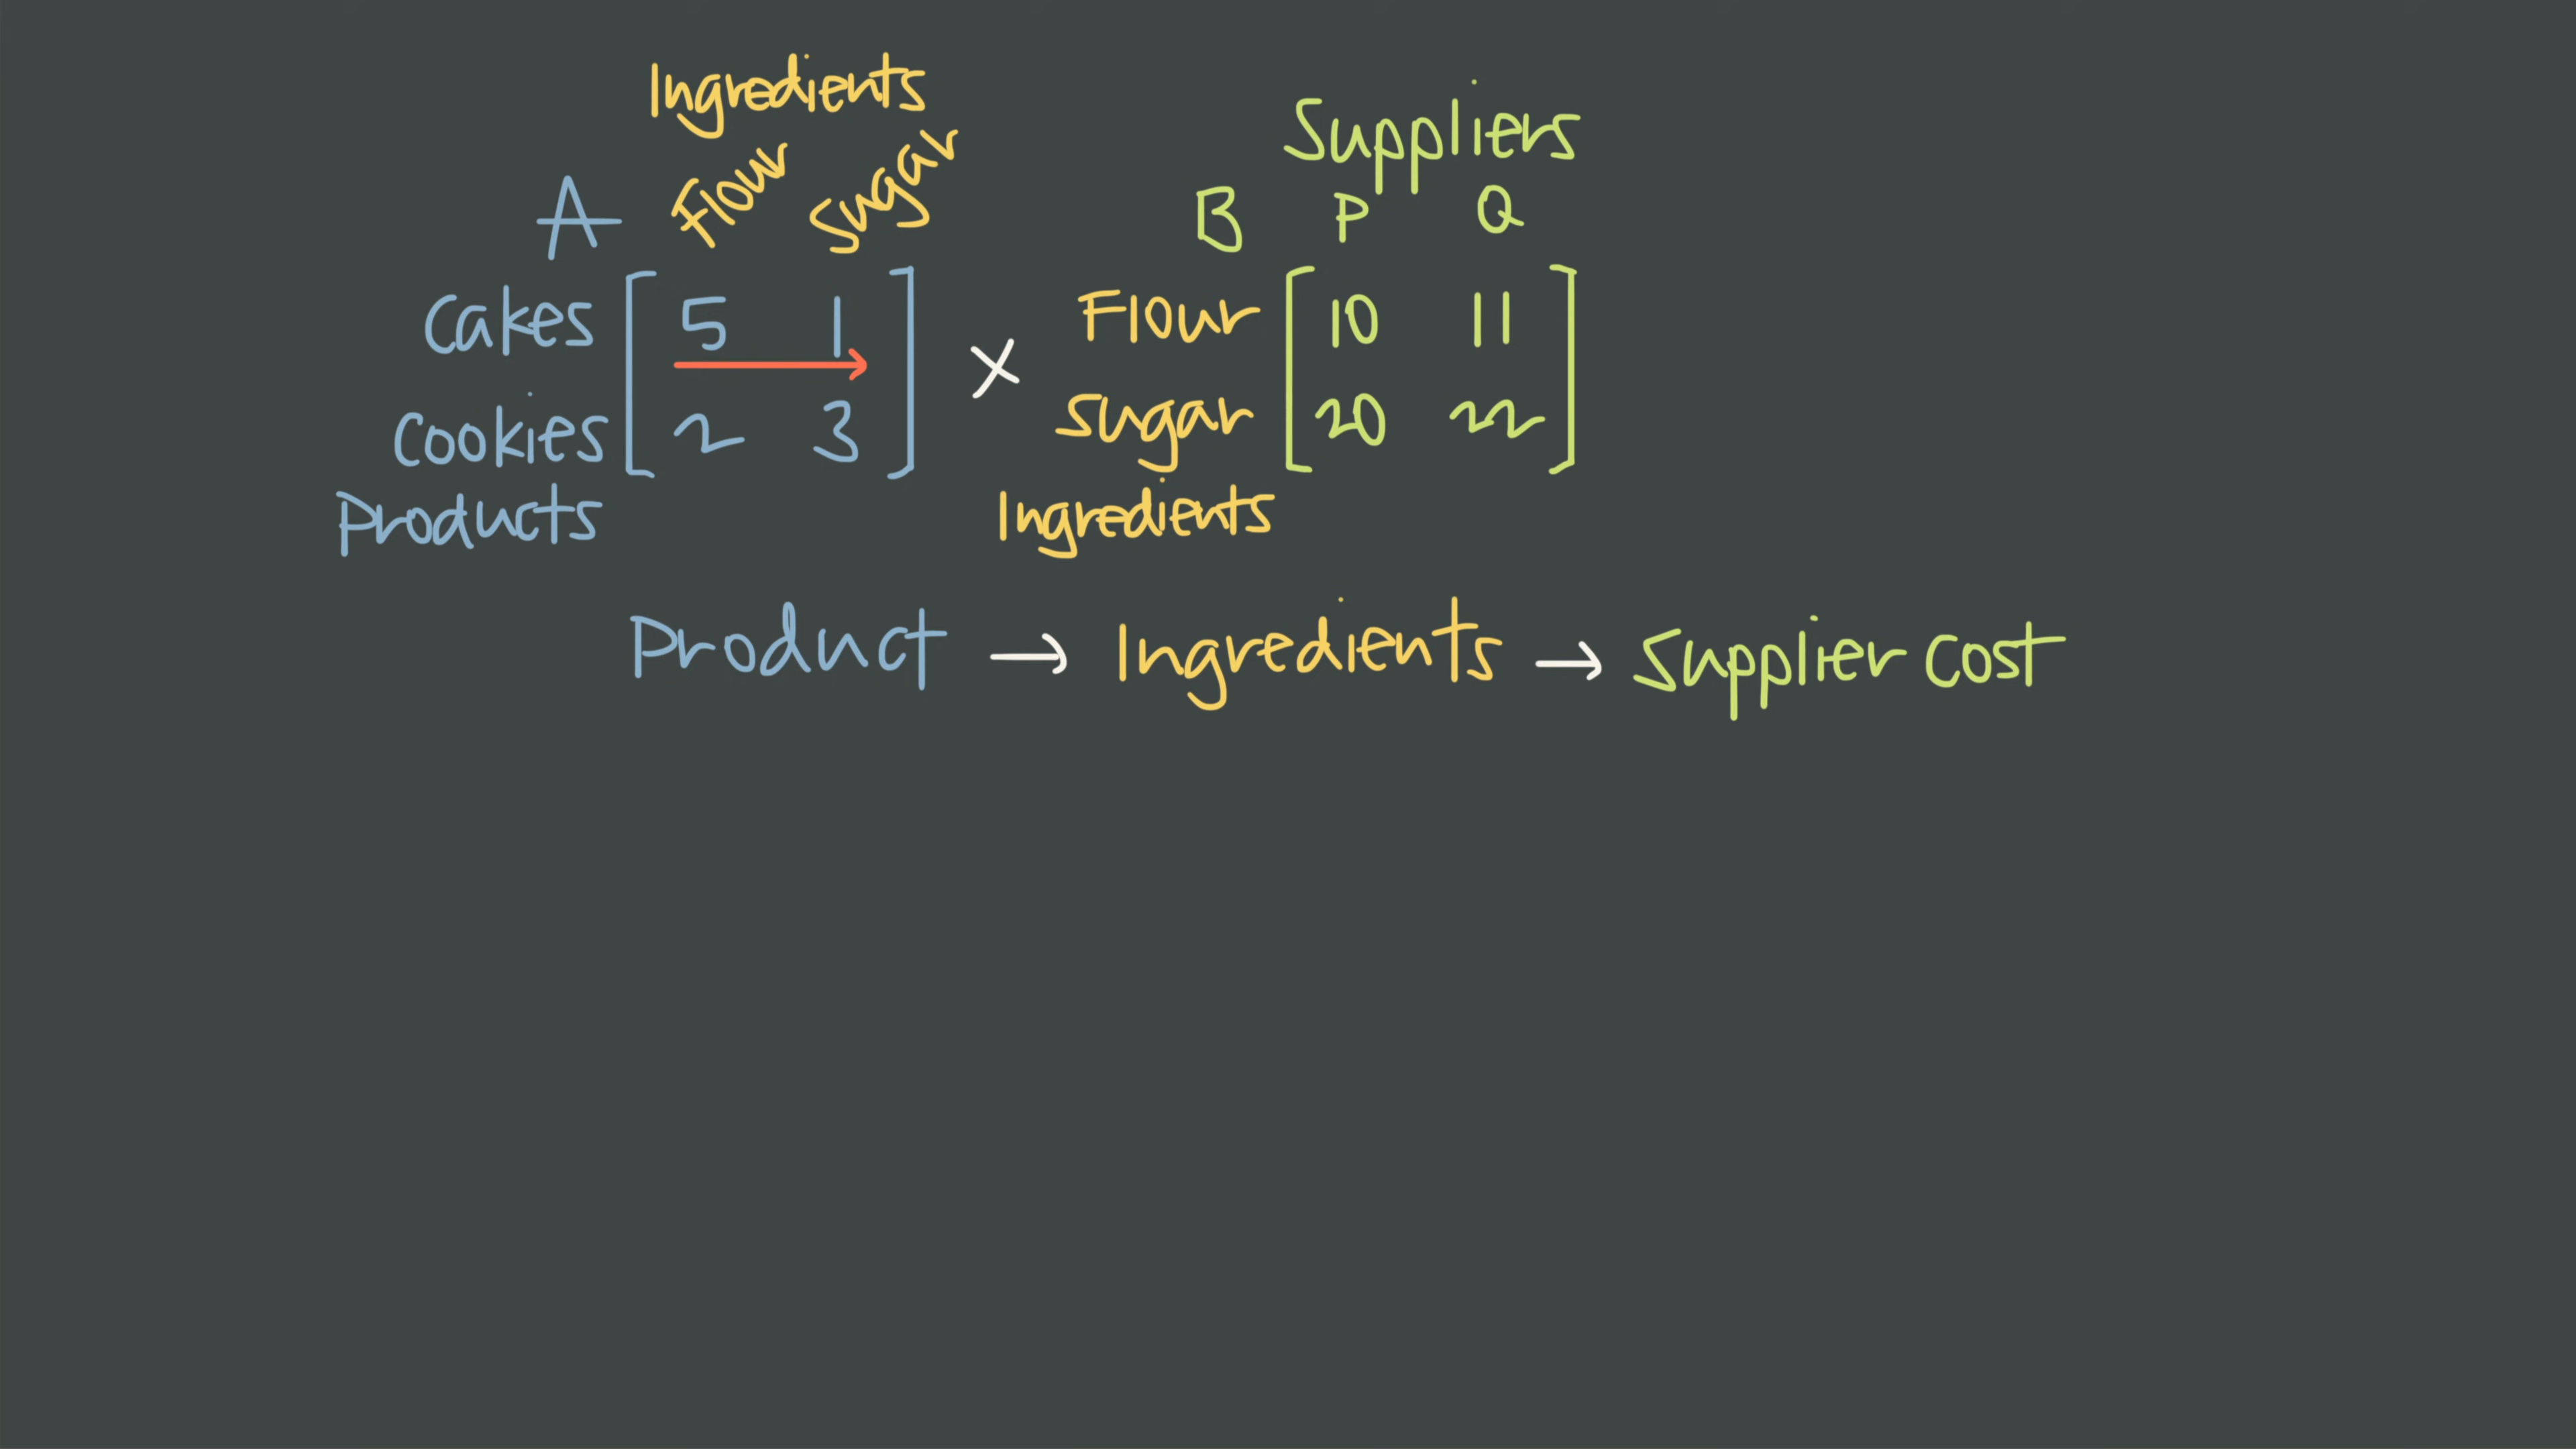 Ingredients
Suppliers
A Flour Sugar
B P Q
Cakes 5 1
×
Flour 10 11
Cookies 2 3
Sugar 20 22
Products
Ingredients
Product → Ingredients → Supplier cost